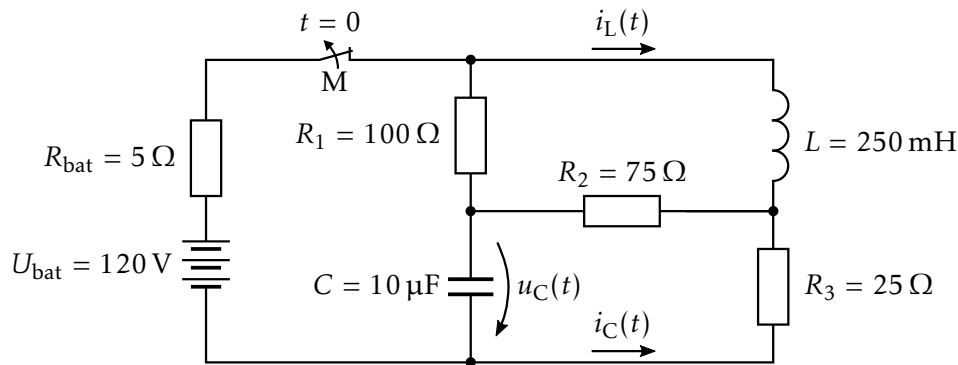 t = 0
i_L(t)
M
R_1 = 100 Ω
R_bat = 5 Ω
L = 250 mH
R_2 = 75 Ω
U_bat = 120 V
C = 10 µF
u_C(t)
R_3 = 25 Ω
i_C(t)